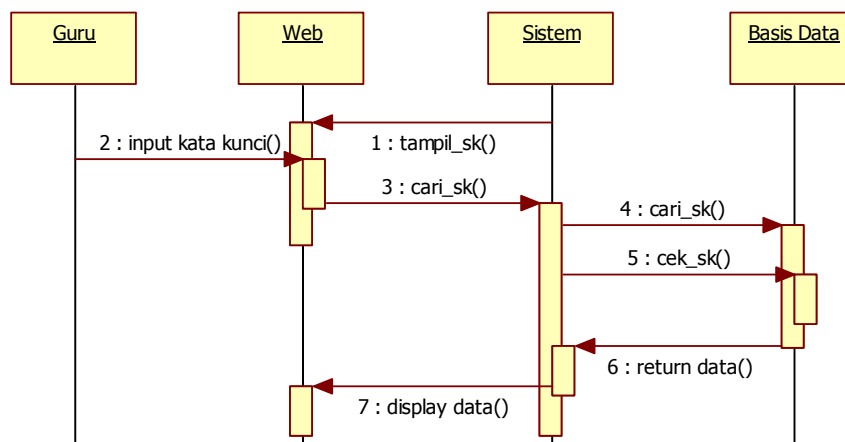 Guru
Web
Sistem
Basis Data
1 : tampil_sk()
2 : input kata kunci()
3 : cari_sk()
4 : cari_sk()
5 : cek_sk()
6 : return data()
7 : display data()